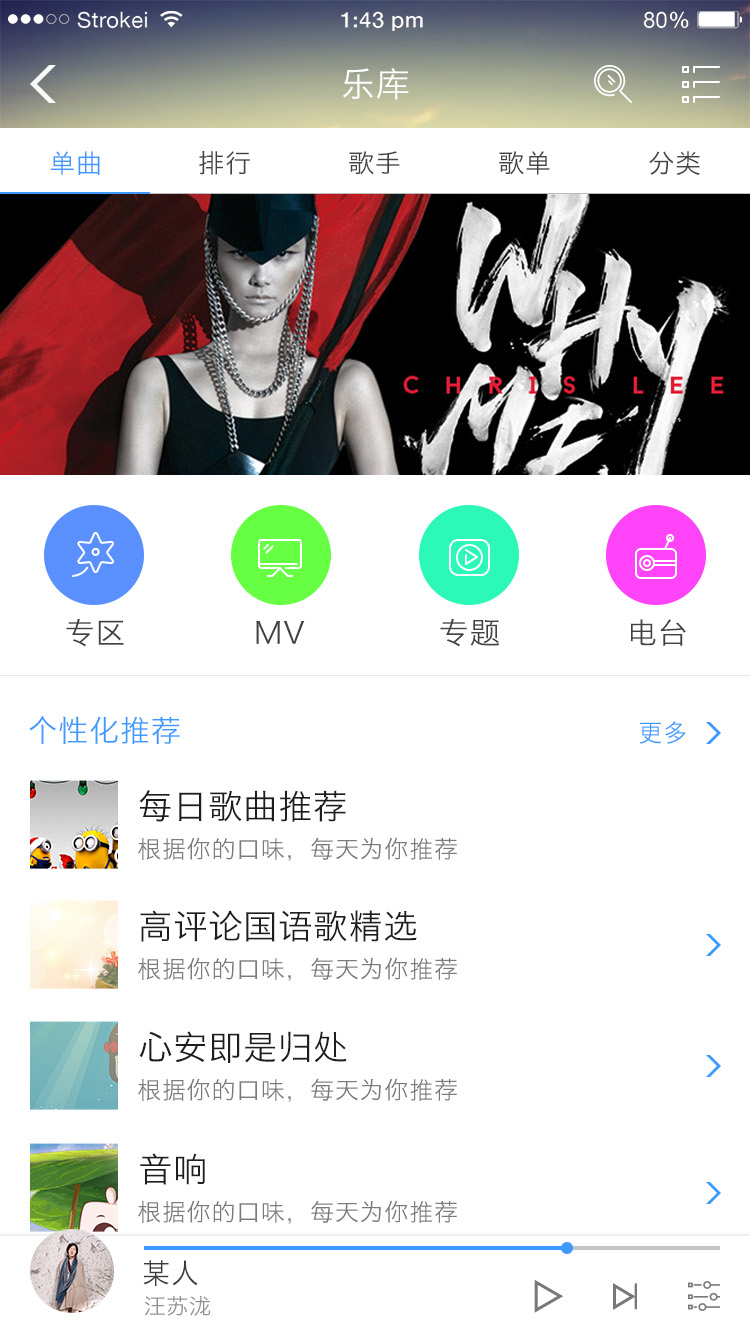 Strokei 1:43 pm 80%
乐库
单曲 排行 歌手 歌单 分类
WHY
CHRIS LEE
ME?
专区 MV 专题 电台
个性化推荐 更多
每日歌曲推荐
根据你的口味，每天为你推荐
高评论国语歌精选
根据你的口味，每天为你推荐
心安即是归处
根据你的口味，每天为你推荐
音响
根据你的口味，每天为你推荐
某人
汪苏泷